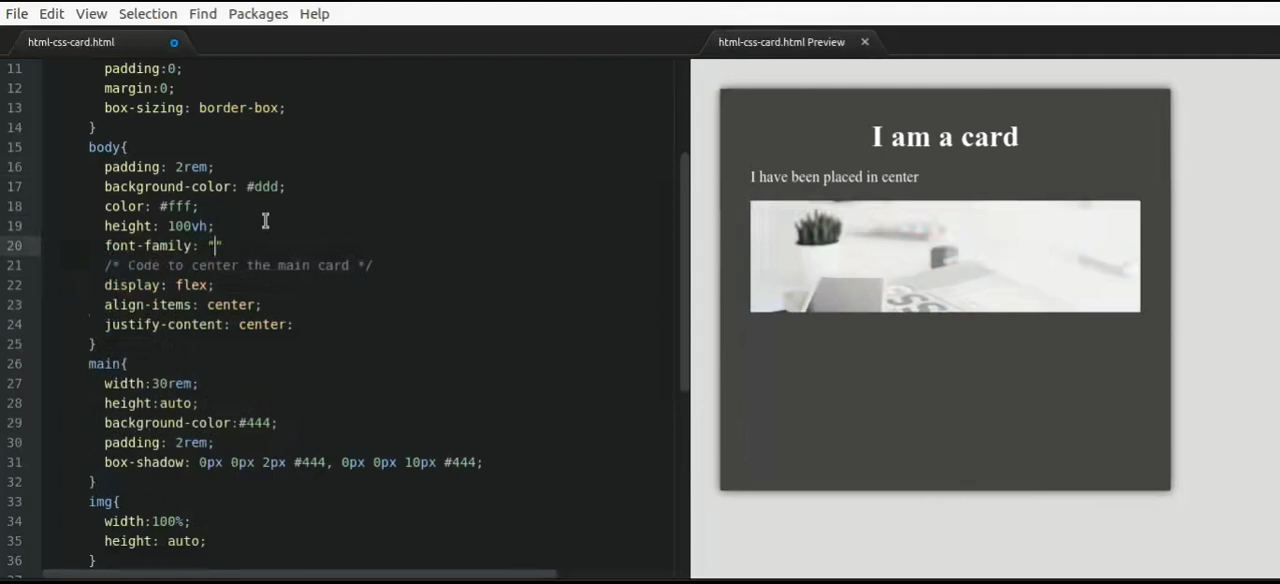 File Edit View Selection Find Packages Help
html-css-card.html
html-css-card.html Preview
11 padding:0;
12 margin:0;
13 box-sizing: border-box;
14 }
15 body{
16 padding: 2rem;
17 background-color: #ddd;
18 color: #fff;
19 height: 100vh;
20 font-family: ""
21 /* Code to center the main card */
22 display: flex;
23 align-items: center;
24 justify-content: center:
25 }
26 main{
27 width:30rem;
28 height:auto;
29 background-color:#444;
30 padding: 2rem;
31 box-shadow: 0px 0px 2px #444, 0px 0px 10px #444;
32 }
33 img{
34 width:100%;
35 height: auto;
36 }
I am a card
I have been placed in center